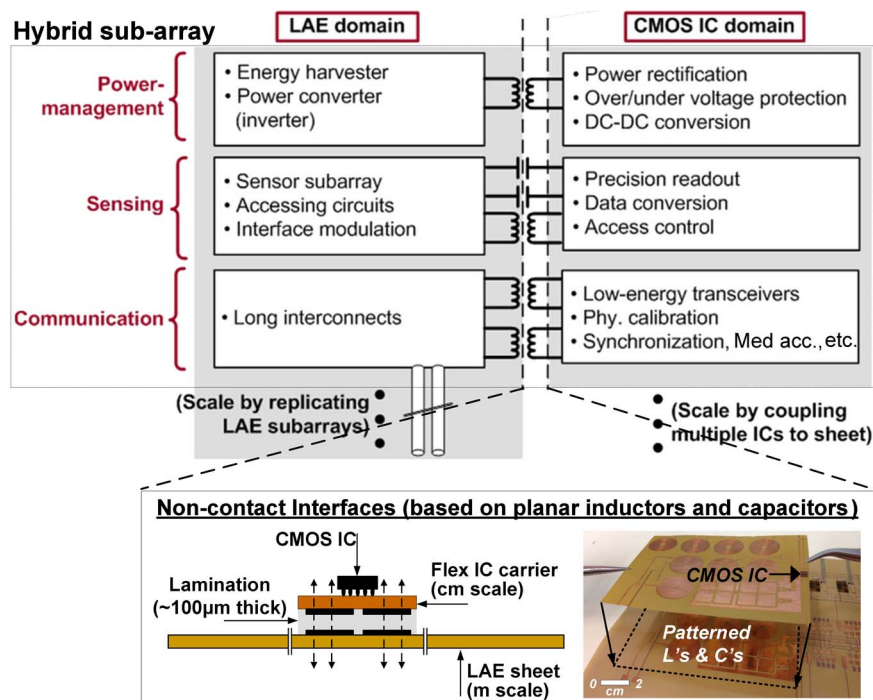 Hybrid sub-array
LAE domain
CMOS IC domain
Power-
management
• Energy harvester
• Power converter
(inverter)
• Power rectification
• Over/under voltage protection
• DC-DC conversion
Sensing
• Sensor subarray
• Accessing circuits
• Interface modulation
• Precision readout
• Data conversion
• Access control
Communication
• Long interconnects
• Low-energy transceivers
• Phy. calibration
• Synchronization, Med acc., etc.
(Scale by replicating
LAE subarrays)
(Scale by coupling
multiple ICs to sheet)
Non-contact Interfaces (based on planar inductors and capacitors)
CMOS IC
Lamination
(~100µm thick)
Flex IC carrier
(cm scale)
LAE sheet
(m scale)
CMOS IC
Patterned
L's & C's
0 2
cm